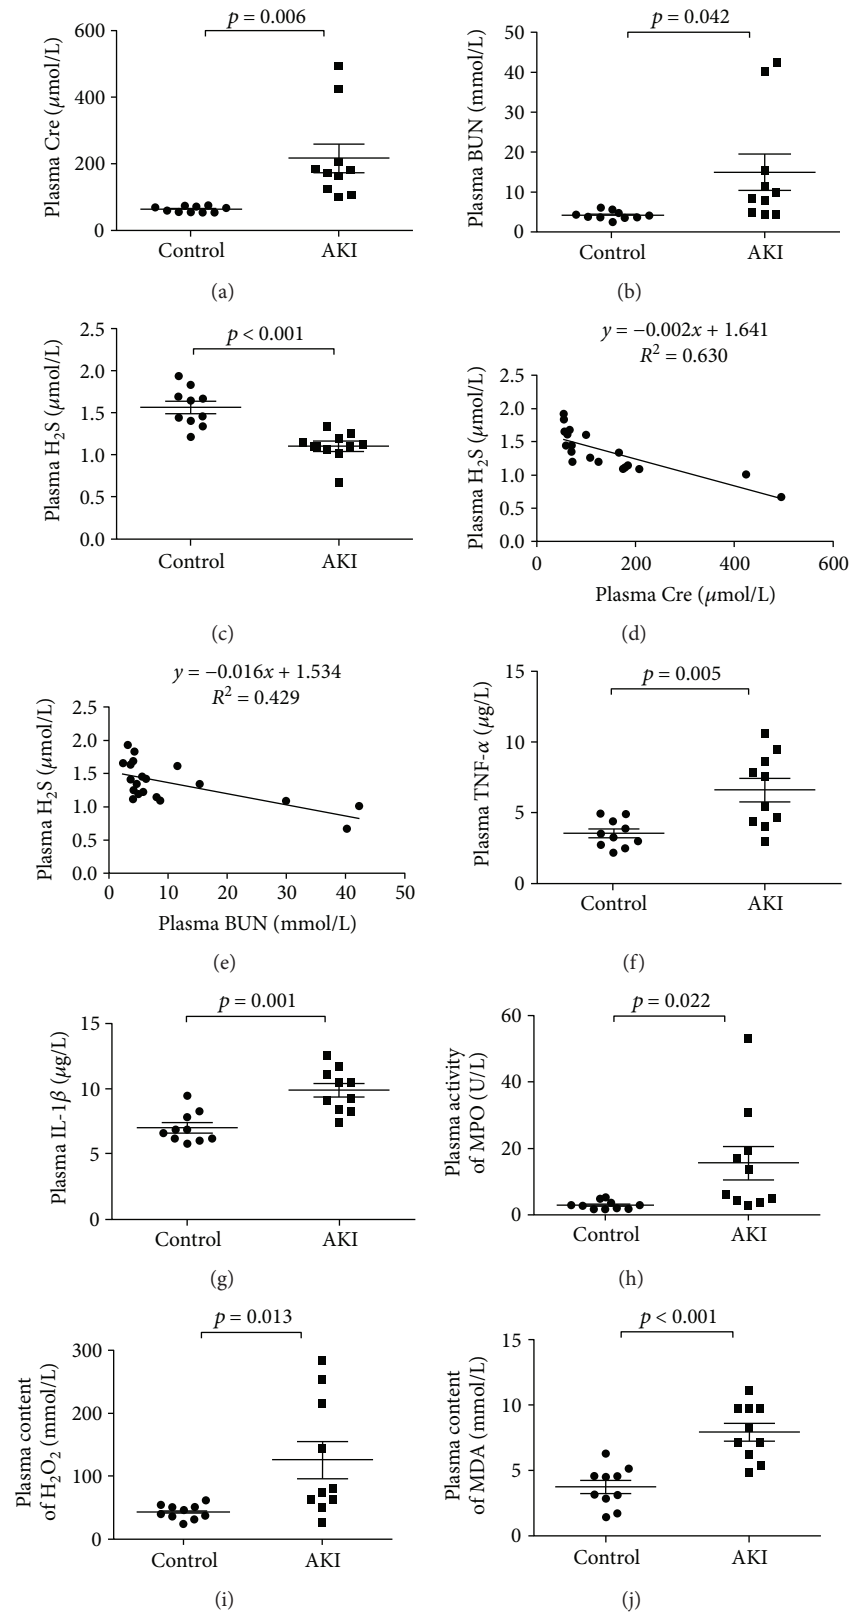 p = 0.006
Plasma Cre (μmol/L)
600
400
200
0
Control
AKI
(a)
p = 0.042
Plasma BUN (mmol/L)
50
40
30
20
10
0
Control
AKI
(b)
p < 0.001
Plasma H₂S (μmol/L)
2.5
2.0
1.5
1.0
0.5
0.0
Control
AKI
(c)
y = −0.002x + 1.641
R² = 0.630
Plasma H₂S (μmol/L)
2.5
2.0
1.5
1.0
0.5
0.0
0
200
400
600
Plasma Cre (μmol/L)
(d)
y = −0.016x + 1.534
R² = 0.429
Plasma H₂S (μmol/L)
2.5
2.0
1.5
1.0
0.5
0.0
0
10
20
30
40
50
Plasma BUN (mmol/L)
(e)
p = 0.005
Plasma TNF-α (μg/L)
15
10
5
0
Control
AKI
(f)
p = 0.001
Plasma IL-1β (μg/L)
15
10
5
0
Control
AKI
(g)
p = 0.022
Plasma activity
of MPO (U/L)
60
40
20
0
Control
AKI
(h)
p = 0.013
Plasma content
of H₂O₂ (mmol/L)
300
200
100
0
Control
AKI
(i)
p < 0.001
Plasma content
of MDA (mmol/L)
15
10
5
0
Control
AKI
(j)